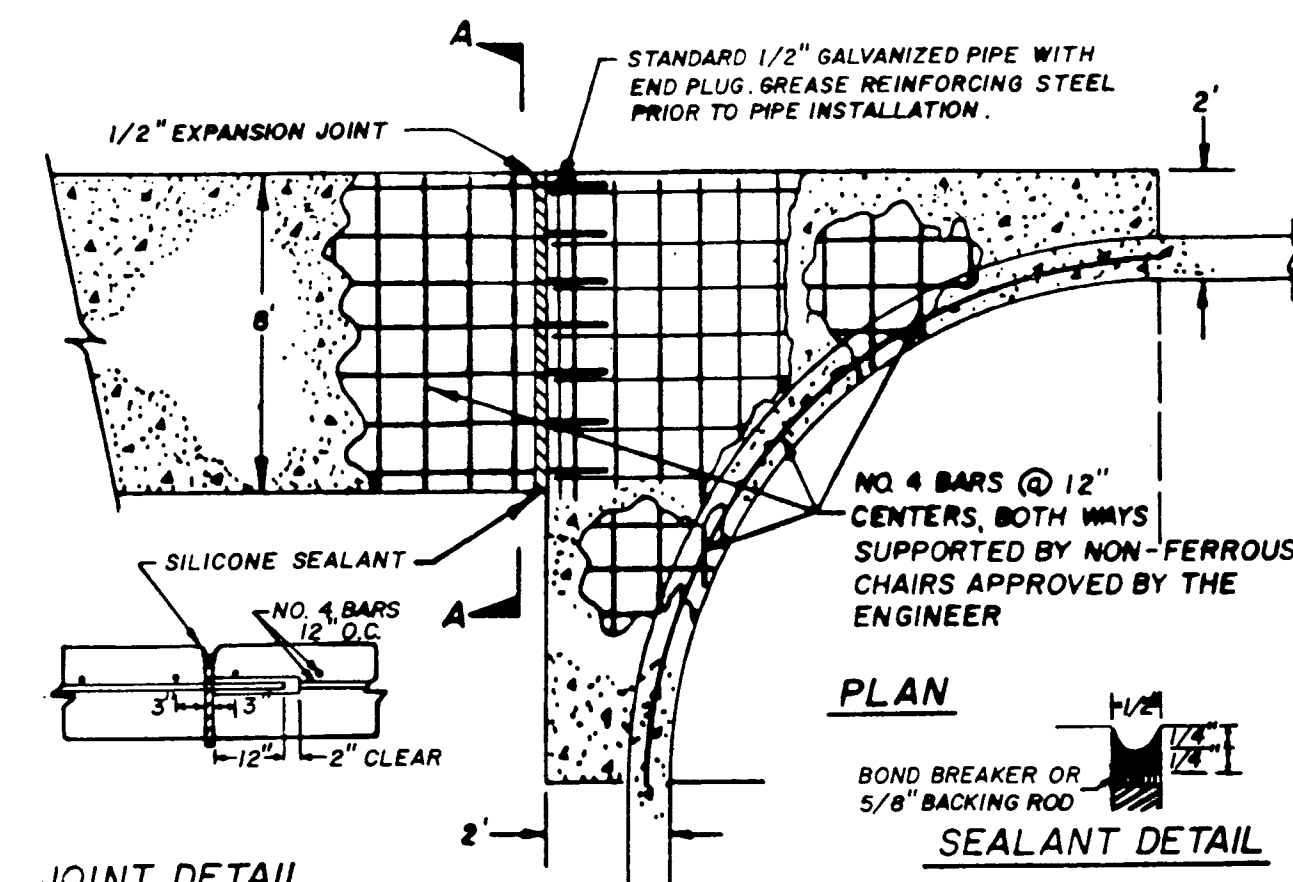 A
STANDARD 1/2" GALVANIZED PIPE WITH
END PLUG. GREASE REINFORCING STEEL
PRIOR TO PIPE INSTALLATION.
2'
1/2" EXPANSION JOINT
8'
NO. 4 BARS @ 12"
CENTERS, BOTH WAYS
SUPPORTED BY NON-FERROUS
CHAIRS APPROVED BY THE
ENGINEER
SILICONE SEALANT
A
NO. 4 BARS
12" O.C.
3"
3"
12"
2" CLEAR
PLAN
1/2"
1/4"
1/4"
BOND BREAKER OR
5/8" BACKING ROD
SEALANT DETAIL
2'
JOINT DETAIL